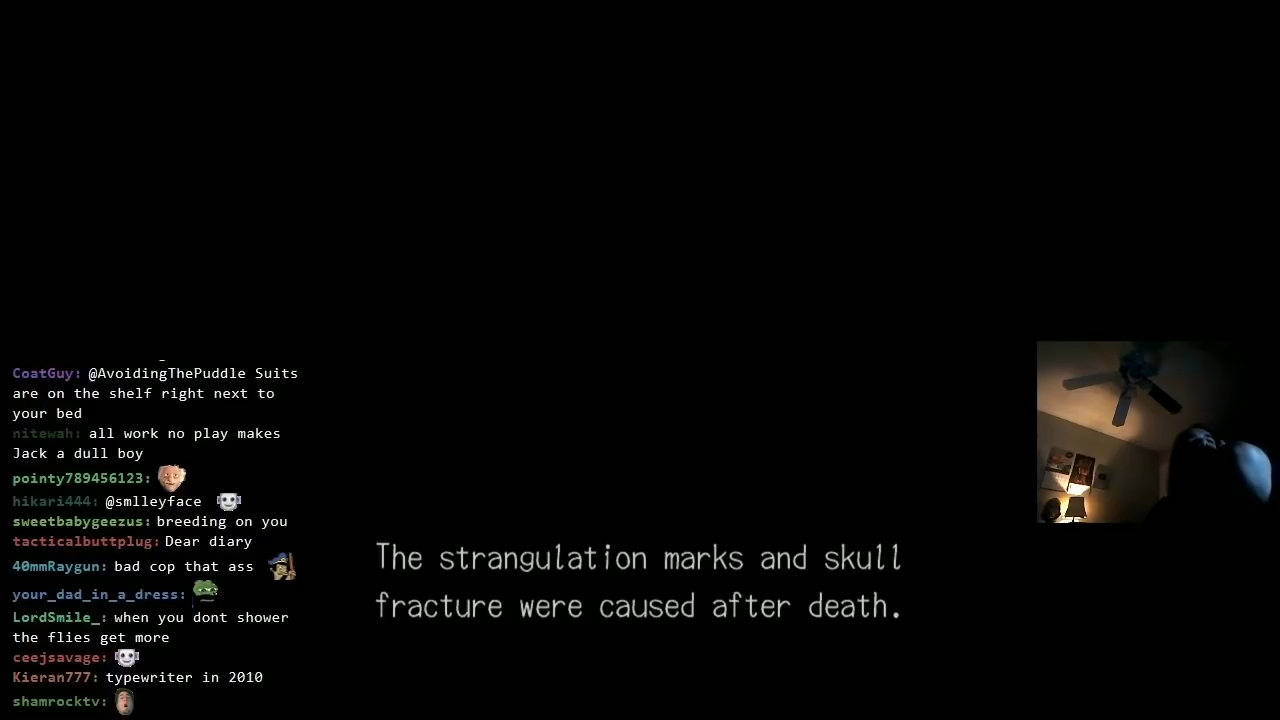 CoatGuy: @AvoidingThePuddle Suits
are on the shelf right next to
your bed
nitewah: all work no play makes
Jack a dull boy
pointy789456123:
hikari444: @smlleyface
sweetbabygeezus: breeding on you
tacticalbuttplug: Dear diary
40mmRaygun: bad cop that ass
your_dad_in_a_dress:
LordSmile_: when you dont shower
the flies get more
ceejsavage:
Kieran777: typewriter in 2010
shamrocktv:
The strangulation marks and skull
fracture were caused after death.